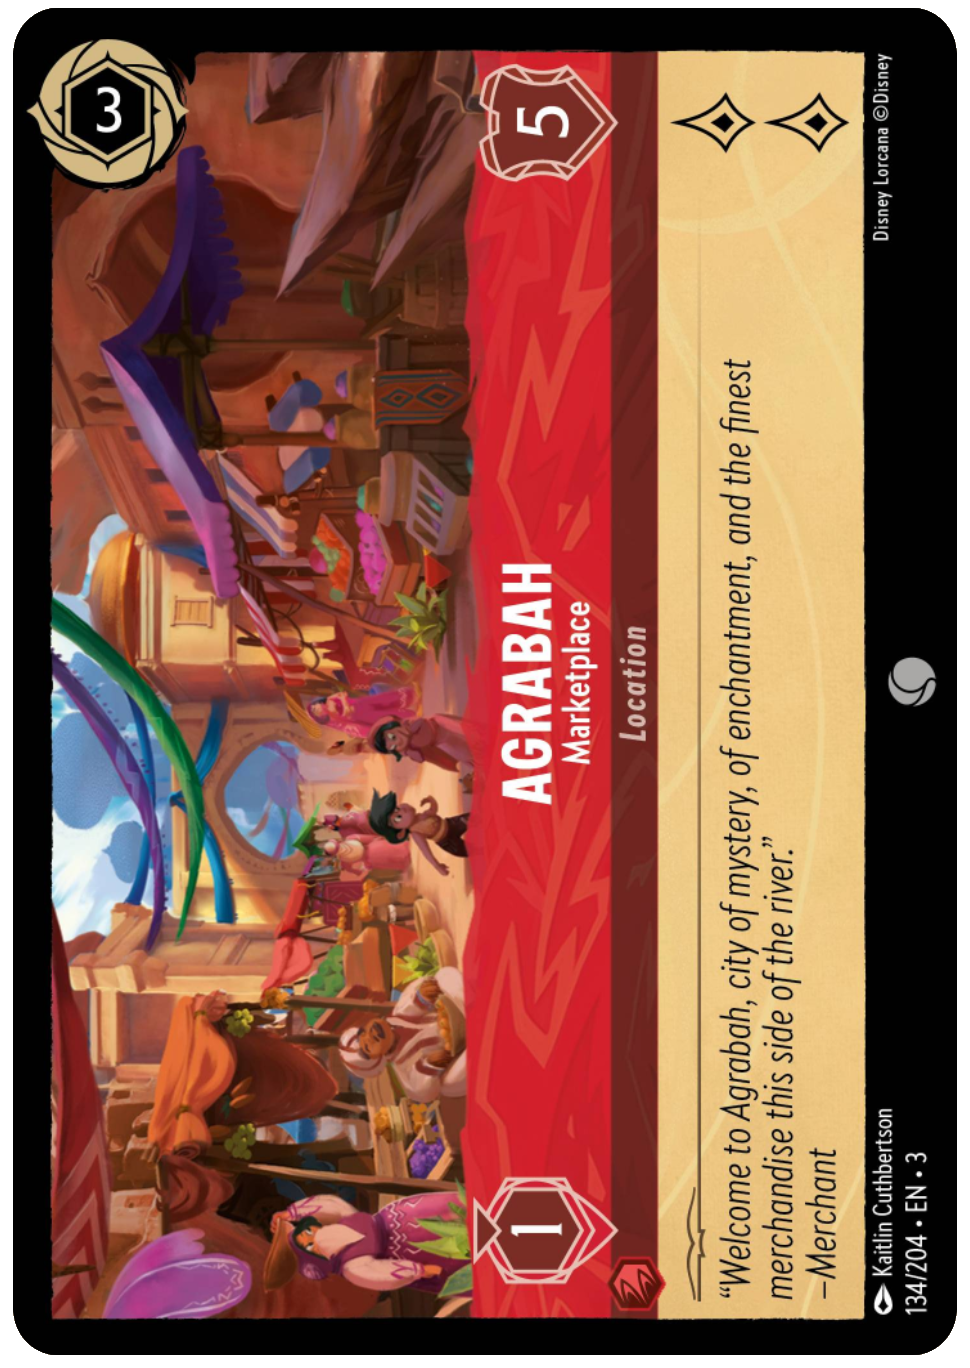 3
AGRABAH
Marketplace
1
5
Location
“Welcome to Agrabah, city of mystery, of enchantment, and the finest
merchandise this side of the river.”
–Merchant
Kaitlin Cuthbertson
134/204 • EN • 3
Disney Lorcana ©Disney